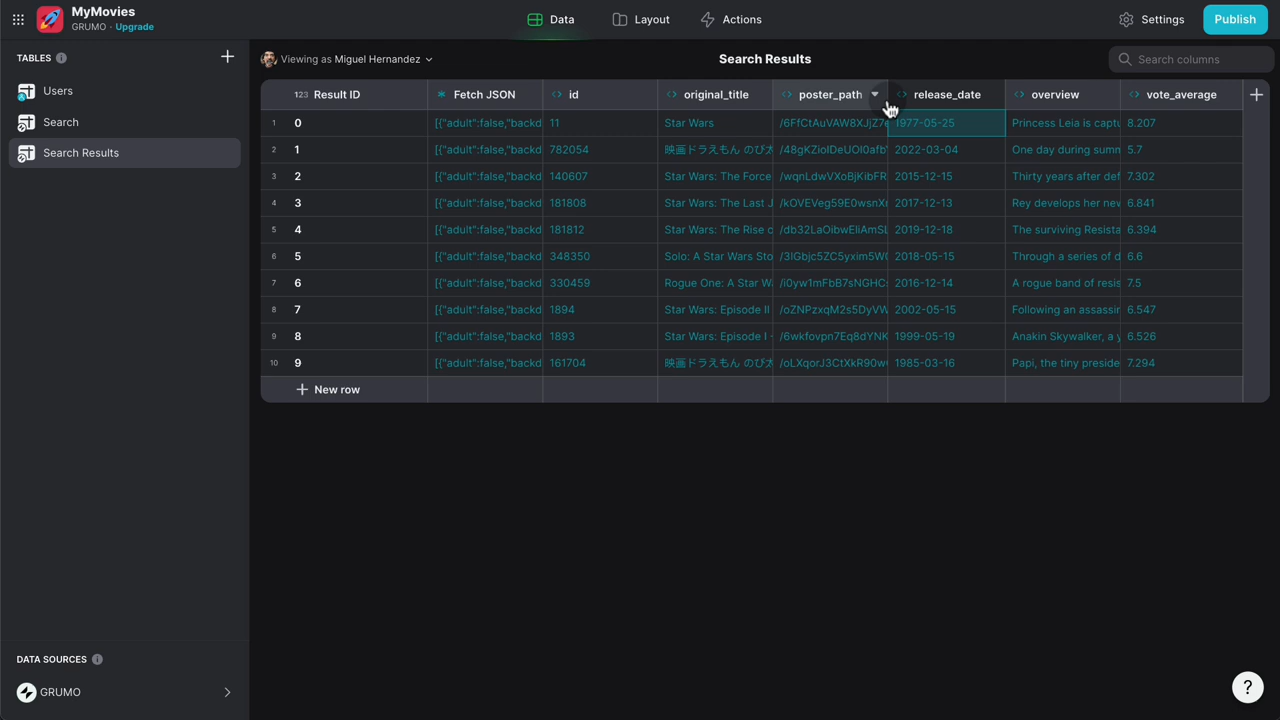 MyMovies
GRUMO · Upgrade
Data
Layout
Actions
Settings
Publish
TABLES
Users
Search
Search Results
Viewing as Miguel Hernandez
Search Results
Search columns
123 Result ID Fetch JSON id original_title poster_path release_date overview vote_average
1 0 [{"adult":false,"backd 11 Star Wars /6FfCtAuVAW8XJjZ7e 1977-05-25 Princess Leia is captu 8.207
2 1 [{"adult":false,"backd 782054 映画ドラえもん のび太 /48gKZioIDeUOI0afb 2022-03-04 One day during summ 5.7
3 2 [{"adult":false,"backd 140607 Star Wars: The Force /wqnLdwVXoBjKibFR 2015-12-15 Thirty years after def 7.302
4 3 [{"adult":false,"backd 181808 Star Wars: The Last J /kOVEVeg59E0wsnXr 2017-12-13 Rey develops her nev 6.841
5 4 [{"adult":false,"backd 181812 Star Wars: The Rise o /db32LaOibwEliAmSL 2019-12-18 The surviving Resista 6.394
6 5 [{"adult":false,"backd 348350 Solo: A Star Wars Sto /3IGbjc5ZC5yxim5W 2018-05-15 Through a series of d 6.6
7 6 [{"adult":false,"backd 330459 Rogue One: A Star W /i0yw1mFbB7sNGHC 2016-12-14 A rogue band of resis 7.5
8 7 [{"adult":false,"backd 1894 Star Wars: Episode II /oZNPzxqM2s5DyVW 2002-05-15 Following an assassin 6.547
9 8 [{"adult":false,"backd 1893 Star Wars: Episode I - /6wkfovpn7Eq8dYNK 1999-05-19 Anakin Skywalker, a y 6.526
10 9 [{"adult":false,"backd 161704 映画ドラえもん のび太 /oLXqorJ3CtXkR90w 1985-03-16 Papi, the tiny preside 7.294
New row
DATA SOURCES
GRUMO
?